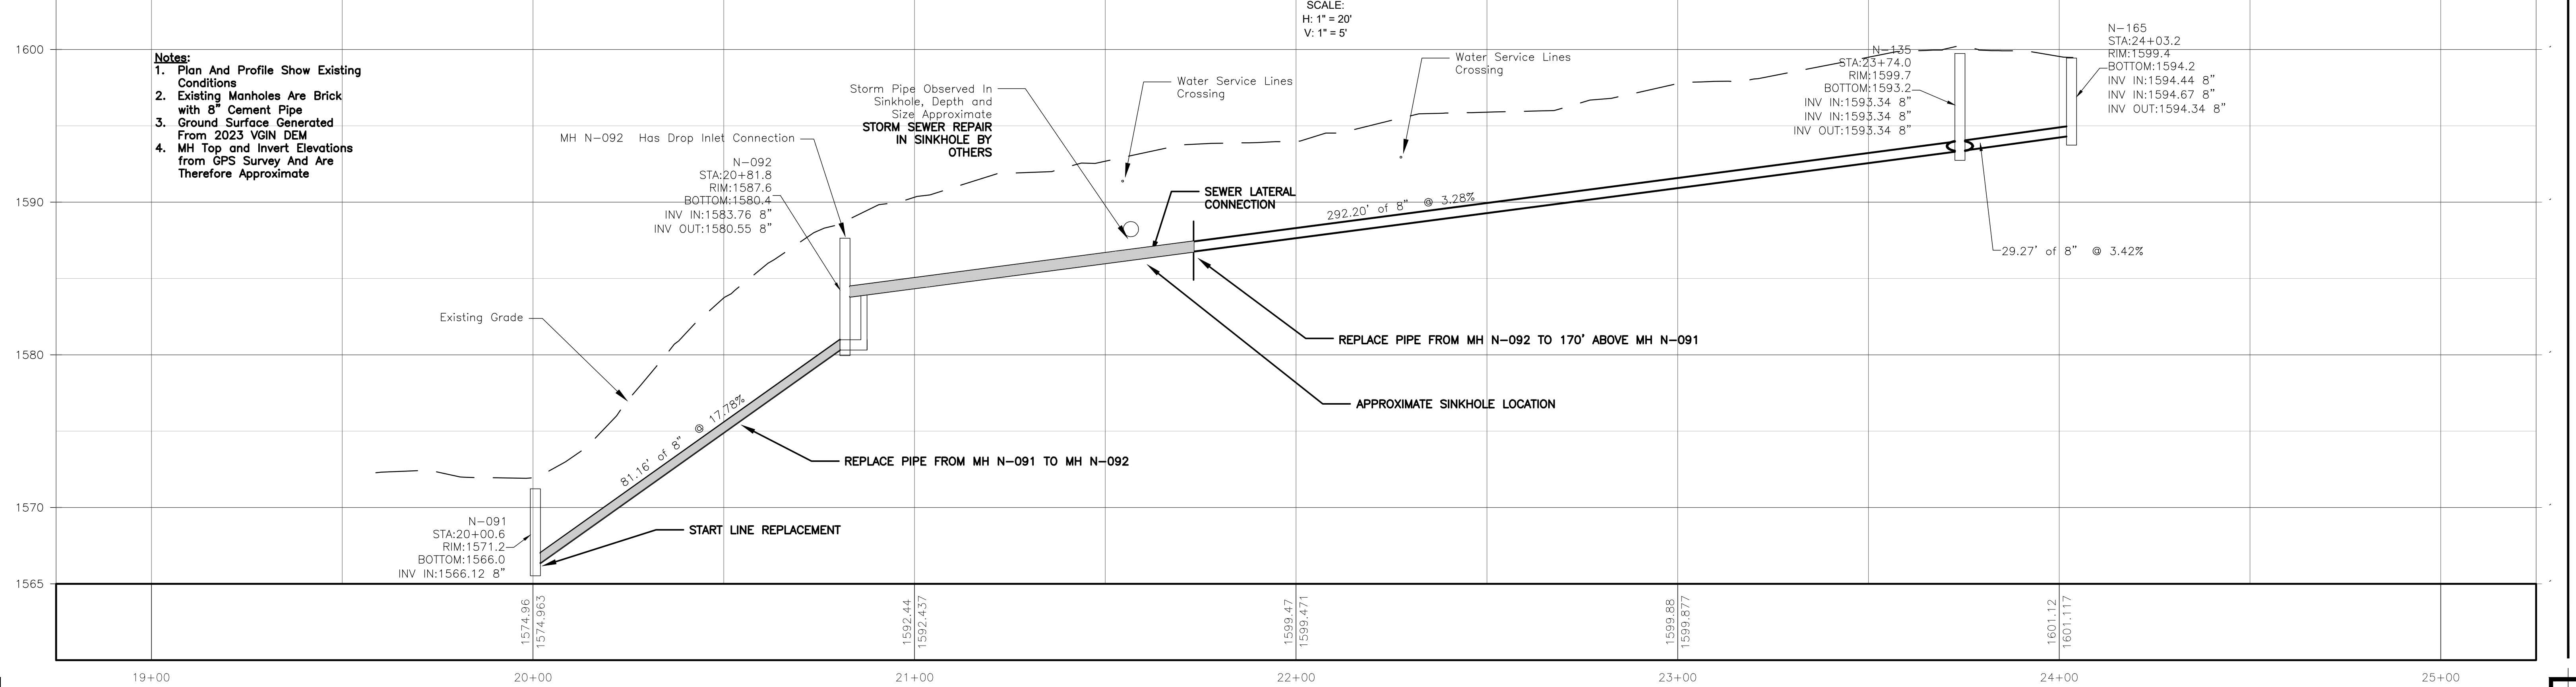 SCALE:
H: 1" = 20'
V: 1" = 5'
1600
1590
1580
1570
1565
Notes:
1. Plan And Profile Show Existing
Conditions
2. Existing Manholes Are Brick
with 8" Cement Pipe
3. Ground Surface Generated
From 2023 VGIN DEM
4. MH Top and Invert Elevations
from GPS Survey And Are
Therefore Approximate
Existing Grade
N-091
STA:20+00.6
RIM:1571.2
BOTTOM:1566.0
INV IN:1566.12 8"
START LINE REPLACEMENT
81.16' of 8" @ 17.78%
REPLACE PIPE FROM MH N-091 TO MH N-092
MH N-092 Has Drop Inlet Connection
N-092
STA:20+81.8
RIM:1587.6
BOTTOM:1580.4
INV IN:1583.76 8"
INV OUT:1580.55 8"
Storm Pipe Observed In
Sinkhole, Depth and
Size Approximate
STORM SEWER REPAIR
IN SINKHOLE BY
OTHERS
Water Service Lines
Crossing
SEWER LATERAL
CONNECTION
Water Service Lines
Crossing
292.20' of 8" @ 3.28%
REPLACE PIPE FROM MH N-092 TO 170' ABOVE MH N-091
APPROXIMATE SINKHOLE LOCATION
N-135
STA:23+74.0
RIM:1599.7
BOTTOM:1593.2
INV IN:1593.34 8"
INV IN:1593.34 8"
INV OUT:1593.34 8"
N-165
STA:24+03.2
RIM:1599.4
BOTTOM:1594.2
INV IN:1594.44 8"
INV IN:1594.67 8"
INV OUT:1594.34 8"
29.27' of 8" @ 3.42%
1574.96
1574.963
1592.44
1592.437
1599.47
1599.471
1599.88
1599.877
1601.12
1601.117
19+00
20+00
21+00
22+00
23+00
24+00
25+00